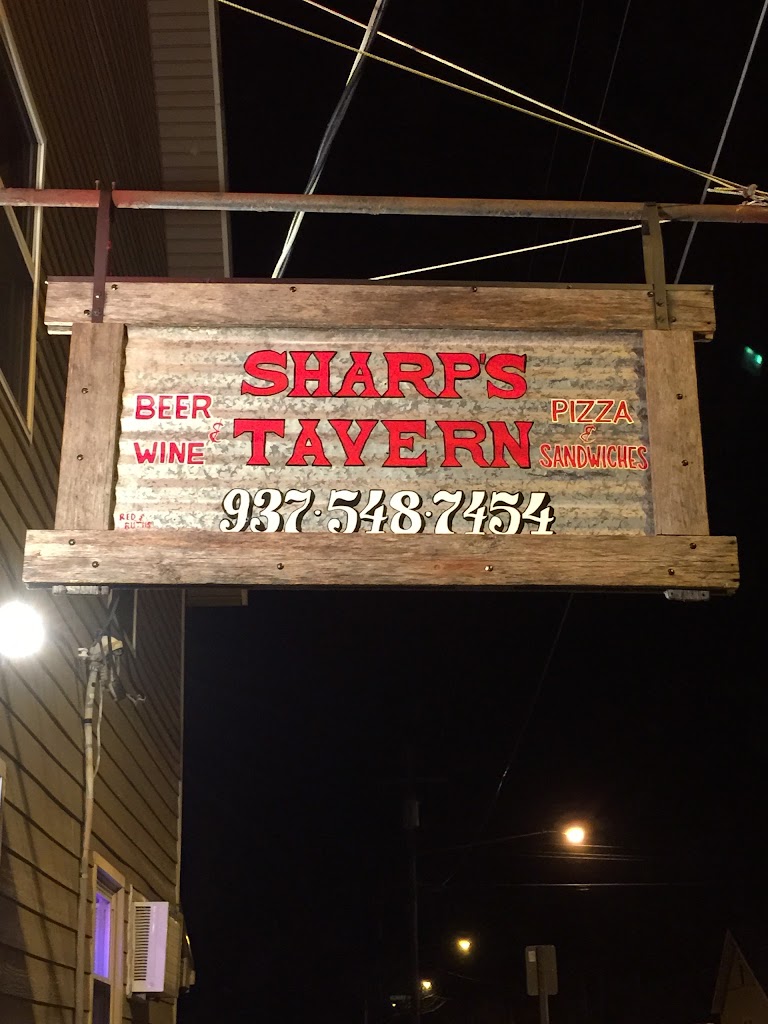 SHARP'S
TAVERN
BEER
&
WINE
PIZZA
&
SANDWICHES
937·548·7454